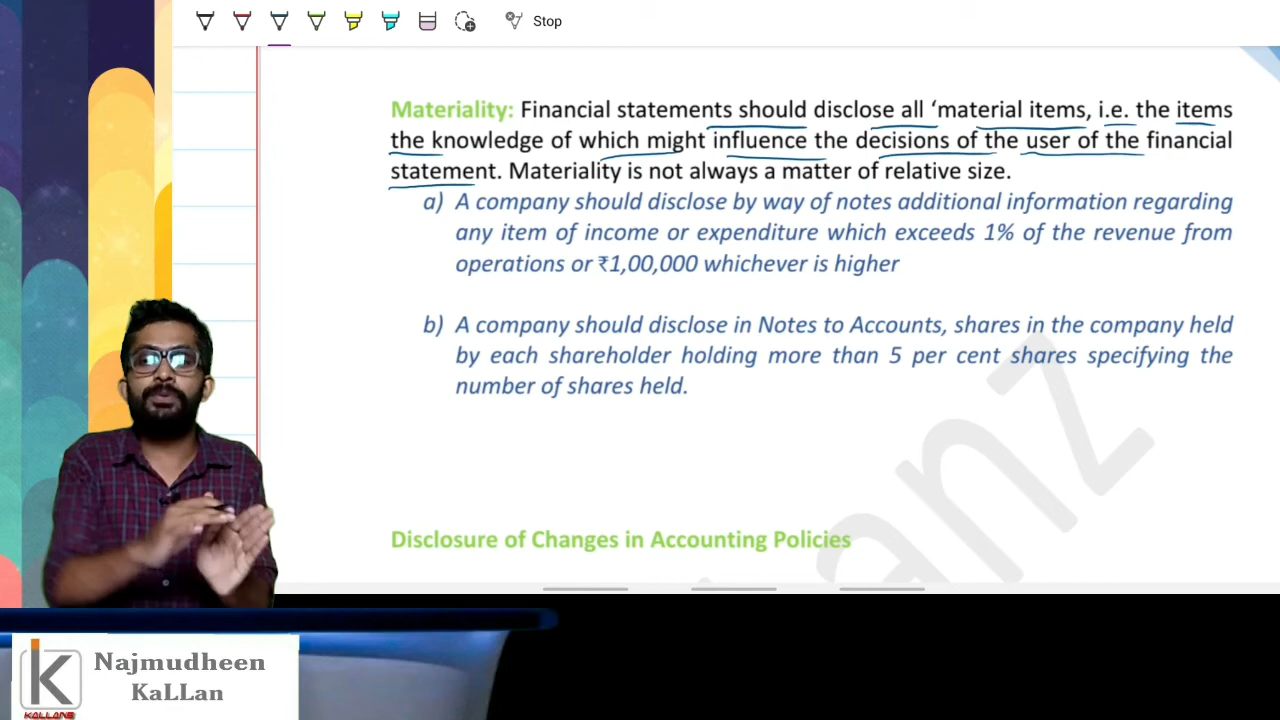 Stop
Materiality: Financial statements should disclose all ‘material items, i.e. the items
the knowledge of which might influence the decisions of the user of the financial
statement. Materiality is not always a matter of relative size.
a) A company should disclose by way of notes additional information regarding
any item of income or expenditure which exceeds 1% of the revenue from
operations or ₹1,00,000 whichever is higher
b) A company should disclose in Notes to Accounts, shares in the company held
by each shareholder holding more than 5 per cent shares specifying the
number of shares held.
Disclosure of Changes in Accounting Policies
anz
Najmudheen
KaLLan
K
KALLANS